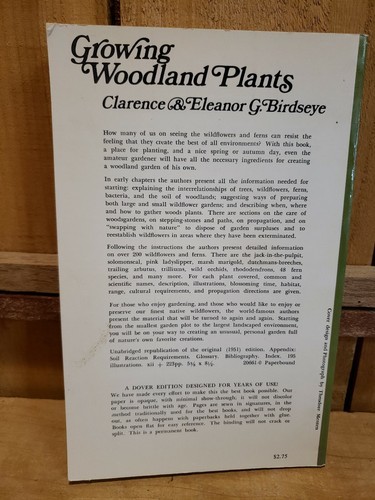 Growing
Woodland Plants
Clarence & Eleanor G. Birdseye
How many of us on seeing the wildflowers and ferns can resist the
feeling that they create the best of all environments? With this book,
a place for planting, and a nice spring or autumn day, even the
amateur gardener will have all the necessary ingredients for creating a
woodland garden of his own.
In early chapters the authors present all the information needed for
starting: explaining the interrelationships of trees, wildflowers, ferns,
bacteria, and the soil of woodlands; suggesting ways of preparing
both large and small wildflower gardens; and describing when, where
and how to gather woods plants. There are sections on the care of
woodgardens, on stepping-stones and paths, on propagation, and on
"swapping with nature" to dispose of garden surpluses and to
reestablish wildflowers in areas where they have been exterminated.
Following the instructions the authors present detailed information
on over 200 wildflowers and ferns. There are the jack-in-the-pulpit,
solomonseal, pink ladyslipper, marsh marigold, dutchmans-breeches,
trailing arbutus, trilliums, wild orchids, rhododendrons, 48 fern
species, and many more. For each plant covered, common and
scientific names, description, illustrations, blossoming time, habitat,
range, cultural requirements, and propagation directions are given.
For those who enjoy gardening, and those who would like to enjoy or
preserve our finest native wildflowers, the world-famous authors
present the material that will be turned to again and again. Starting
from the smallest garden plot to the largest landscaped environment,
you will be on your way to creating an unusual, personal garden full
of nature's own favorite creations.
Unabridged republication of the original (1951) edition. Appendix:
Soil Reaction Requirements. Glossary. Bibliography. Index. 195
illustrations. xii + 223pp. 5⅜ x 8½. 20661-0 Paperbound
A DOVER EDITION DESIGNED FOR YEARS OF USE!
We have made every effort to make this the best book possible. Our
paper is opaque, with minimal show-through; it will not discolor
or become brittle with age. Pages are sewn in signatures, in the
method traditionally used for the best books, and will not drop
out, as often happens with paperbacks held together with glue.
Books open flat for easy reference. The binding will not crack or
split. This is a permanent book.
$2.75
Cover design and Photograph by Theodore Menten